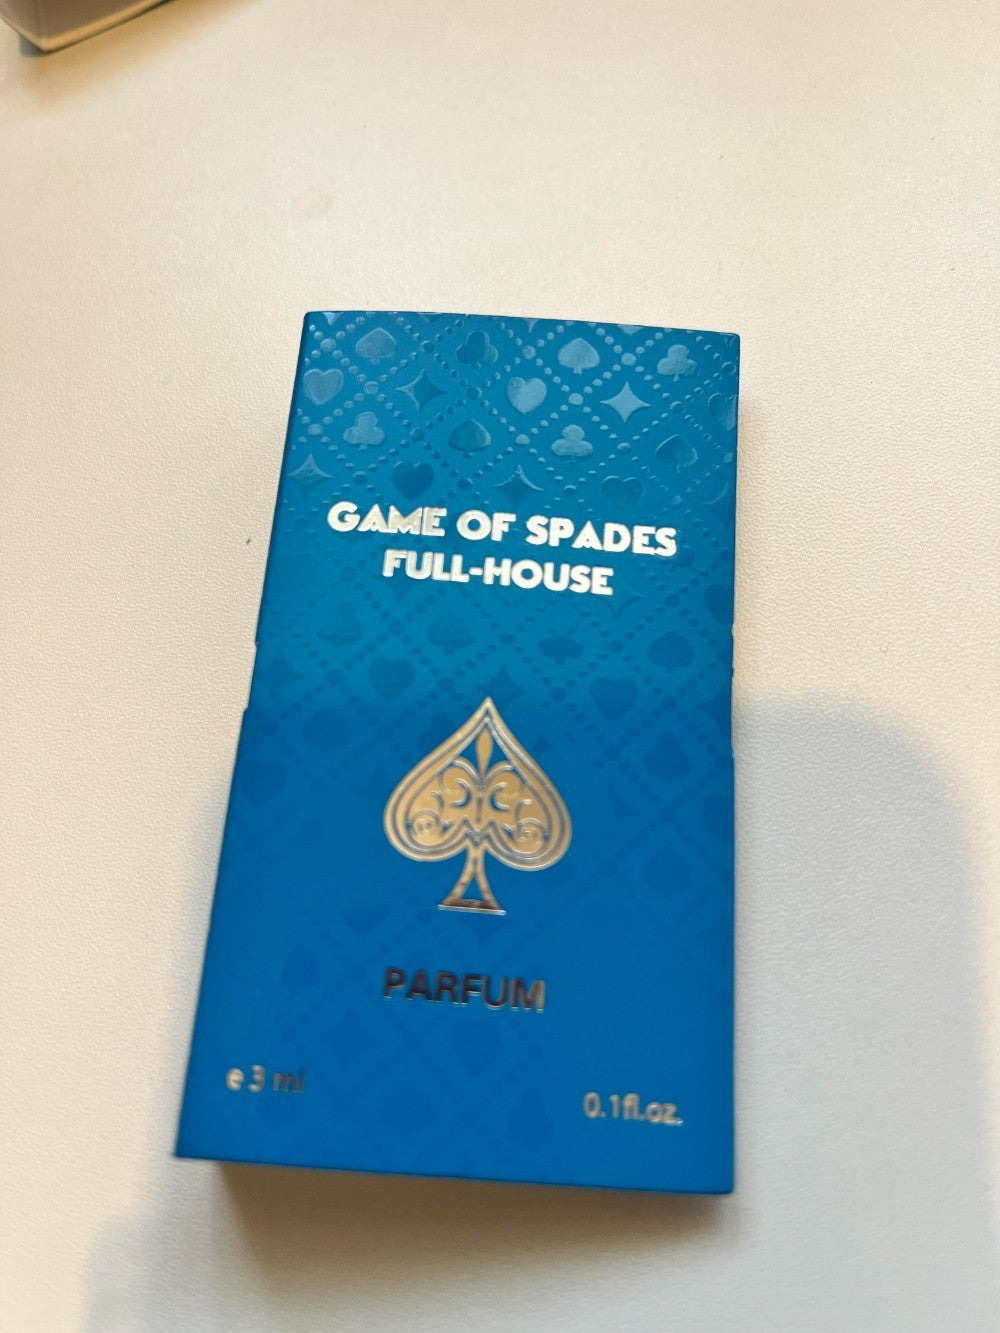 GAME OF SPADES
FULL-HOUSE
PARFUM
e 3 ml
0.1fl.oz.